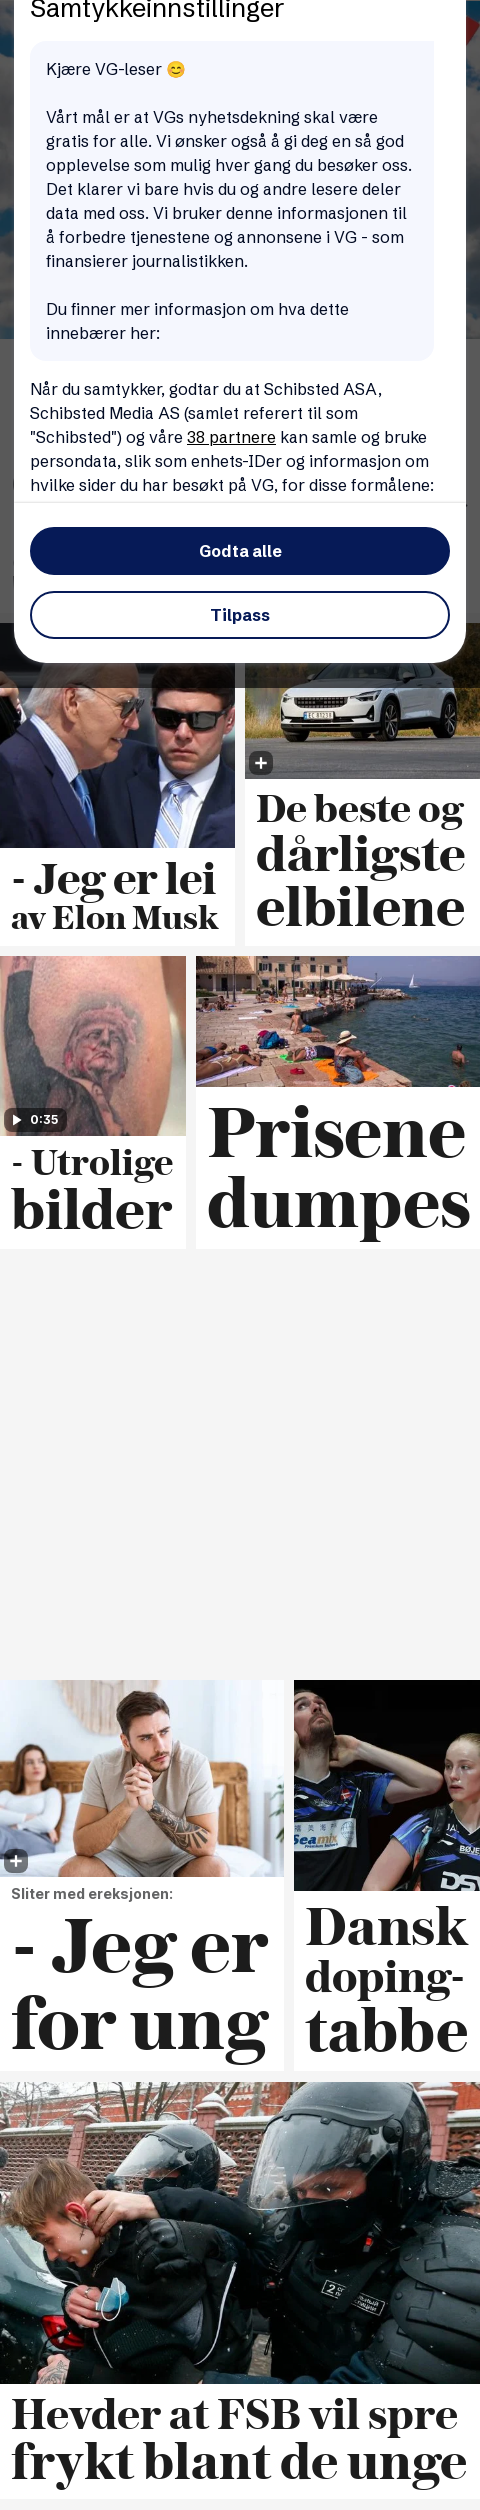 Samtykkeinnstillinger
Kjære VG-leser 😊
Vårt mål er at VGs nyhetsdekning skal være
gratis for alle. Vi ønsker også å gi deg en så god
opplevelse som mulig hver gang du besøker oss.
Det klarer vi bare hvis du og andre lesere deler
data med oss. Vi bruker denne informasjonen til
å forbedre tjenestene og annonsene i VG - som
finansierer journalistikken.
Du finner mer informasjon om hva dette
innebærer her:
Når du samtykker, godtar du at Schibsted ASA,
Schibsted Media AS (samlet referert til som
"Schibsted") og våre 38 partnere kan samle og bruke
persondata, slik som enhets-IDer og informasjon om
hvilke sider du har besøkt på VG, for disse formålene:
Godta alle
Tilpass
- Jeg er lei
av Elon Musk
De beste og
dårligste
elbilene
0:35
- Utrolige
bilder
Prisene
dumpes
Sliter med ereksjonen:
- Jeg er
for ung
Seamix
DSV
Dansk
doping-
tabbe
Hevder at FSB vil spre
frykt blant de unge